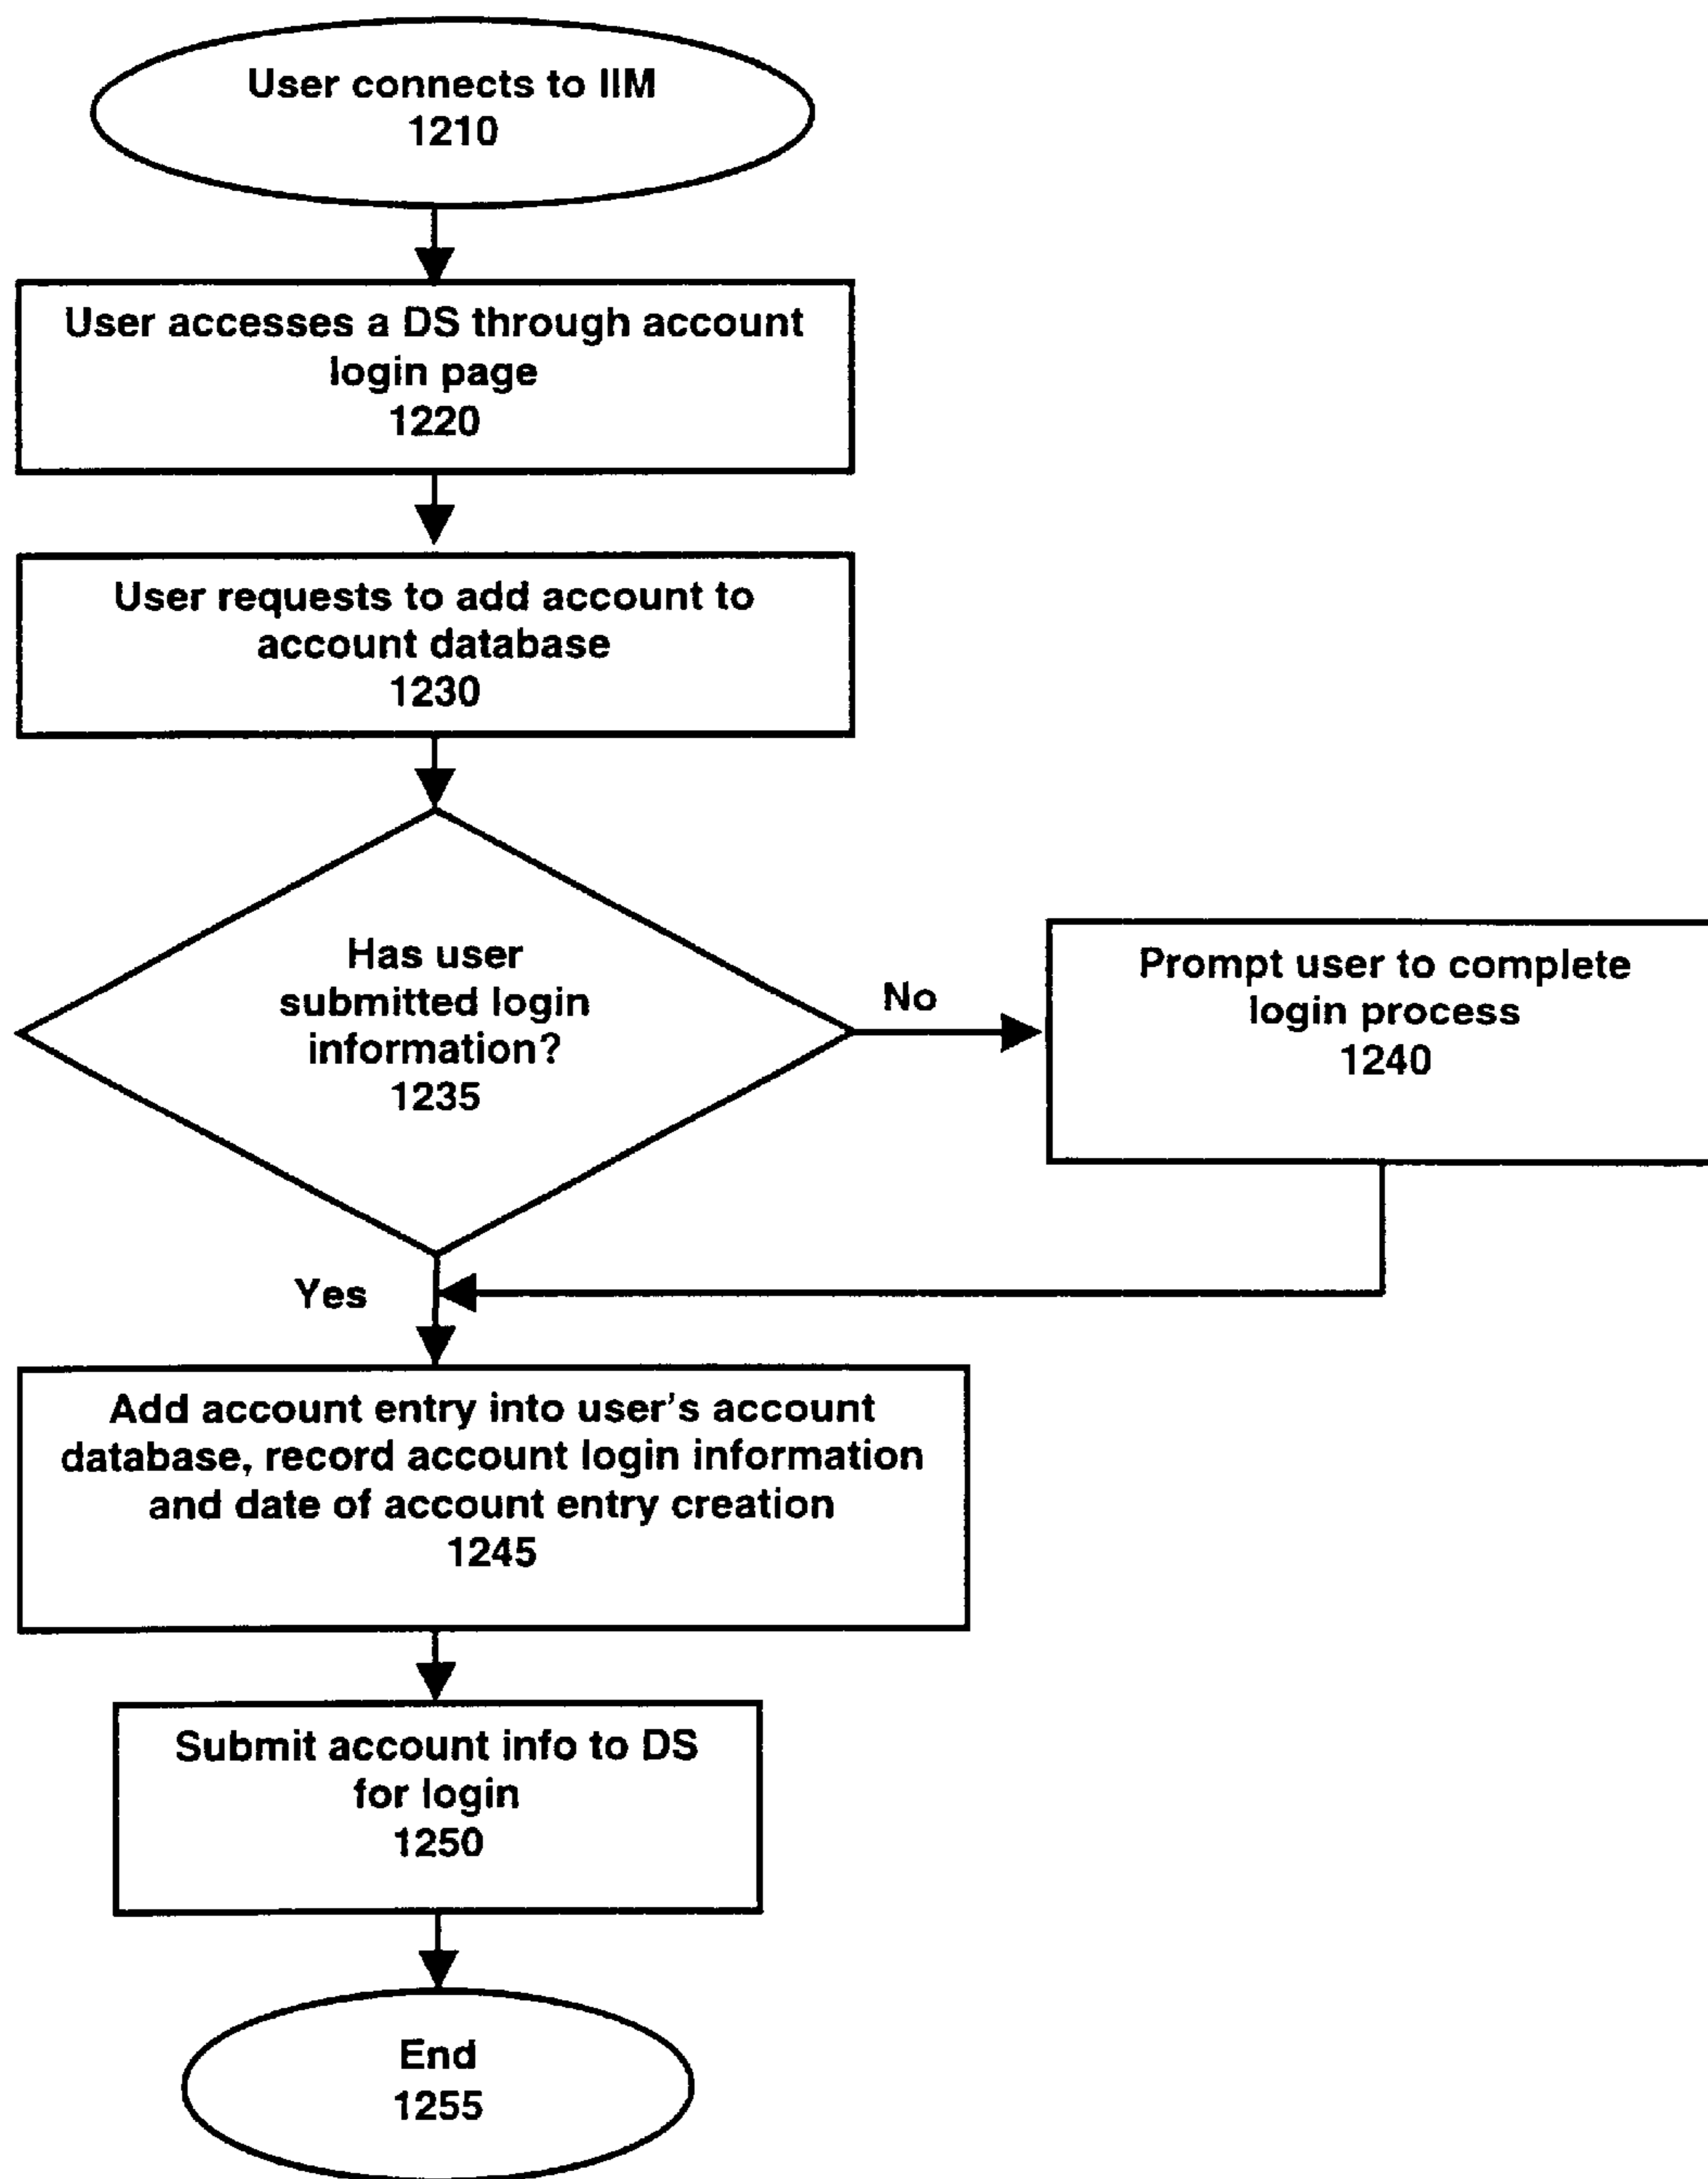 User connects to IIM
1210
User accesses a DS through account
login page
1220
User requests to add account to
account database
1230
Has user
submitted login
information?
1235
No
Prompt user to complete
login process
1240
Yes
Add account entry into user's account
database, record account login information
and date of account entry creation
1245
Submit account info to DS
for login
1250
End
1255